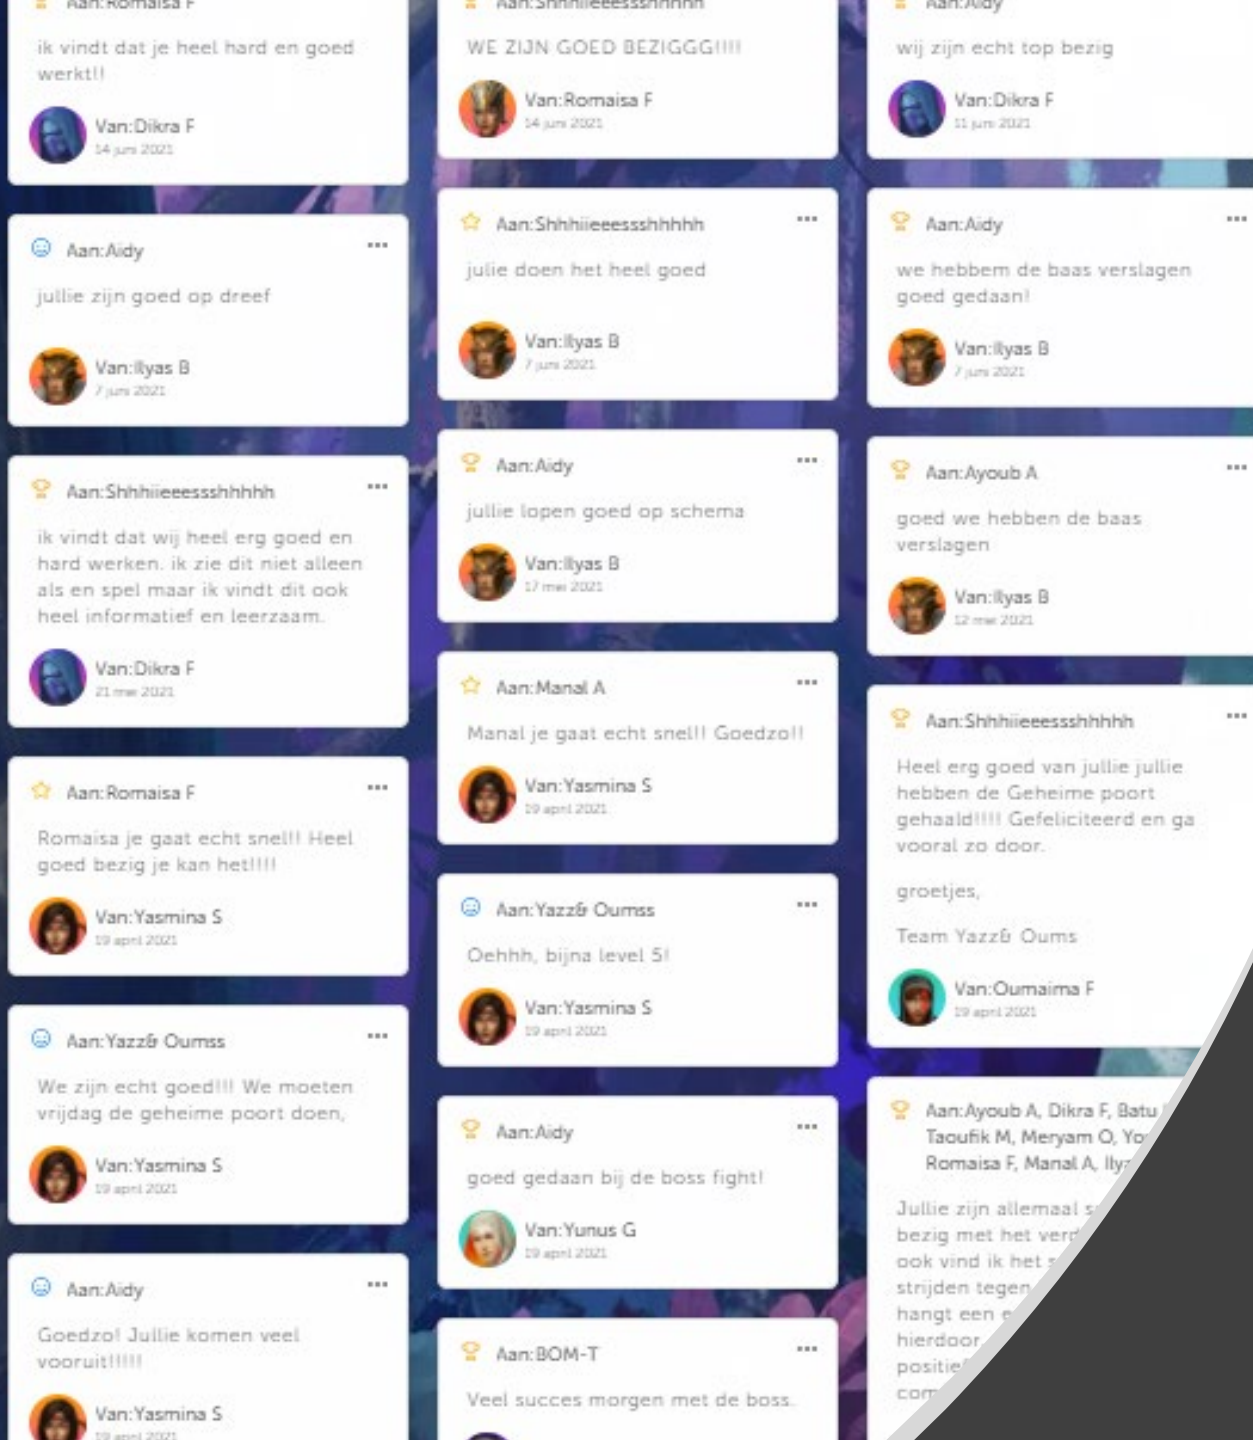 Aan:Romaisa F
ik vindt dat je heel hard en goed
werkt!!
Van:Dikra F
14 juni 2021
Aan:Aidy
jullie zijn goed op dreef
Van:Ilyas B
7 juni 2021
Aan:Shhhiieeessshhhhh
ik vindt dat wij heel erg goed en
hard werken. ik zie dit niet alleen
als en spel maar ik vindt dit ook
heel informatief en leerzaam.
Van:Dikra F
21 mei 2021
Aan:Romaisa F
Romaisa je gaat echt snel!! Heel
goed bezig je kan het!!!!
Van:Yasmina S
19 april 2021
Aan:Yazz& Oumss
We zijn echt goed!!! We moeten
vrijdag de geheime poort doen,
Van:Yasmina S
19 april 2021
Aan:Aidy
Goedzo! Jullie komen veel
vooruit!!!!!
Van:Yasmina S
19 april 2021
Aan:Shhhiieeessshhhhh
WE ZIJN GOED BEZIGGG!!!!
Van:Romaisa F
14 juni 2021
Aan:Shhhiieeessshhhhh
julie doen het heel goed
Van:Ilyas B
7 juni 2021
Aan:Aidy
jullie lopen goed op schema
Van:Ilyas B
17 mei 2021
Aan:Manal A
Manal je gaat echt snel!! Goedzo!!
Van:Yasmina S
19 april 2021
Aan:Yazz& Oumss
Oehhh, bijna level 5!
Van:Yasmina S
19 april 2021
Aan:Aidy
goed gedaan bij de boss fight!
Van:Yunus G
19 april 2021
Aan:BOM-T
Veel succes morgen met de boss.
Aan:Aidy
wij zijn echt top bezig
Van:Dikra F
11 juni 2021
Aan:Aidy
we hebbem de baas verslagen
goed gedaan!
Van:Ilyas B
7 juni 2021
Aan:Ayoub A
goed we hebben de baas
verslagen
Van:Ilyas B
12 mei 2021
Aan:Shhhiieeessshhhhh
Heel erg goed van jullie jullie
hebben de Geheime poort
gehaald!!!! Gefeliciteerd en ga
vooral zo door.
groetjes,
Team Yazz& Oums
Van:Oumaima F
19 april 2021
Aan:Ayoub A, Dikra F, Batu
Taoufik M, Meryam O,
Romaisa F, Manal A,
Jullie zijn allemaal
bezig met het
ook vind ik het
strijden tegen
hangt een
hierdoor